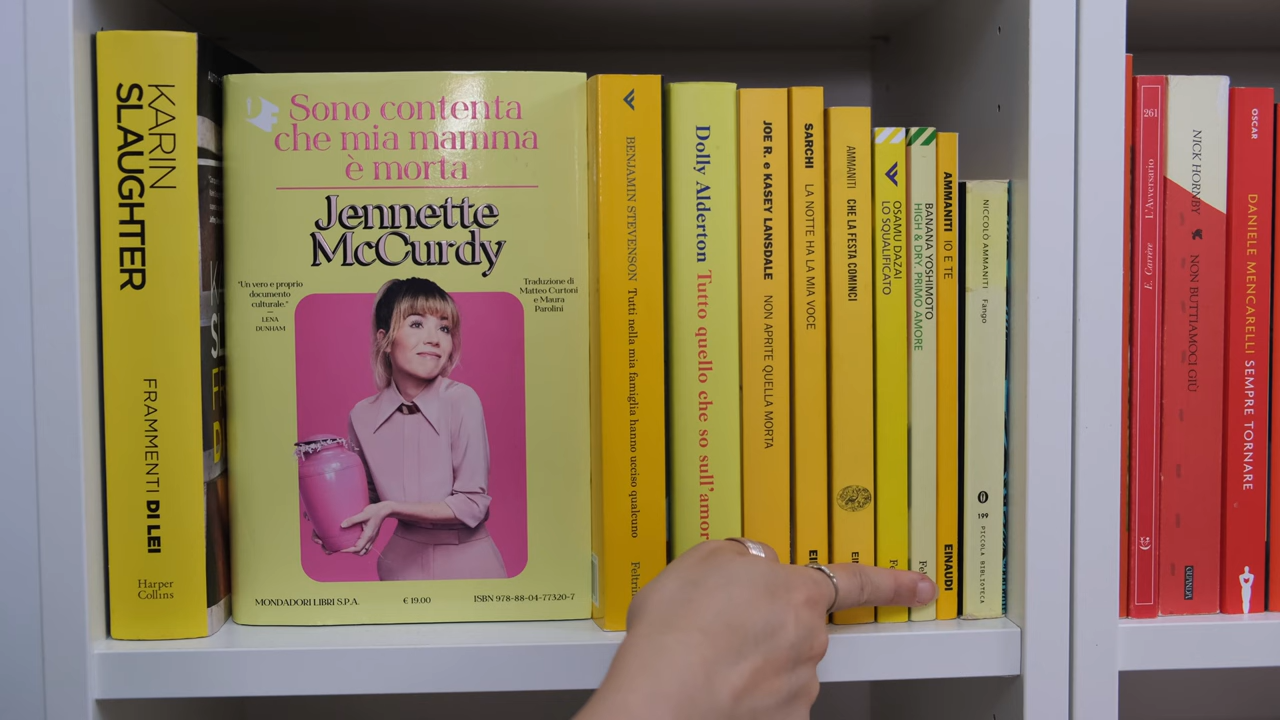 KARIN
SLAUGHTER
FRAMMENTI DI LEI
Harper
Collins
Sono contenta
che mia mamma
è morta
Jennette
McCurdy
"Un vero e proprio
documento
culturale."
—
LENA
DUNHAM
Traduzione di
Matteo Curtoni
e Maura
Parolini
MONDADORI LIBRI S.P.A.
€ 19.00
ISBN 978-88-04-77320-7
BENJAMIN STEVENSON Tutti nella mia famiglia hanno ucciso qualcuno
Dolly Alderton Tutto quello che so sull'amor
JOE R. e KASEY LANSDALE NON APRITE QUELLA MORTA
SARCHI LA NOTTE HA LA MIA VOCE
AMMANITI CHE LA FESTA COMINCI
OSAMU DAZAI
LO SQUALIFICATO
BANANA YOSHIMOTO
HIGH & DRY. PRIMO AMORE
AMMANITI IO E TE
EINAUDI
NICCOLÒ AMMANITI Fango
199
PICCOLA BIBLIOTECA
261
L'Avversario
E. Carrère
NICK HORNBY NON BUTTIAMOCI GIÙ
GUANDA
OSCAR
DANIELE MENCARELLI SEMPRE TORNARE